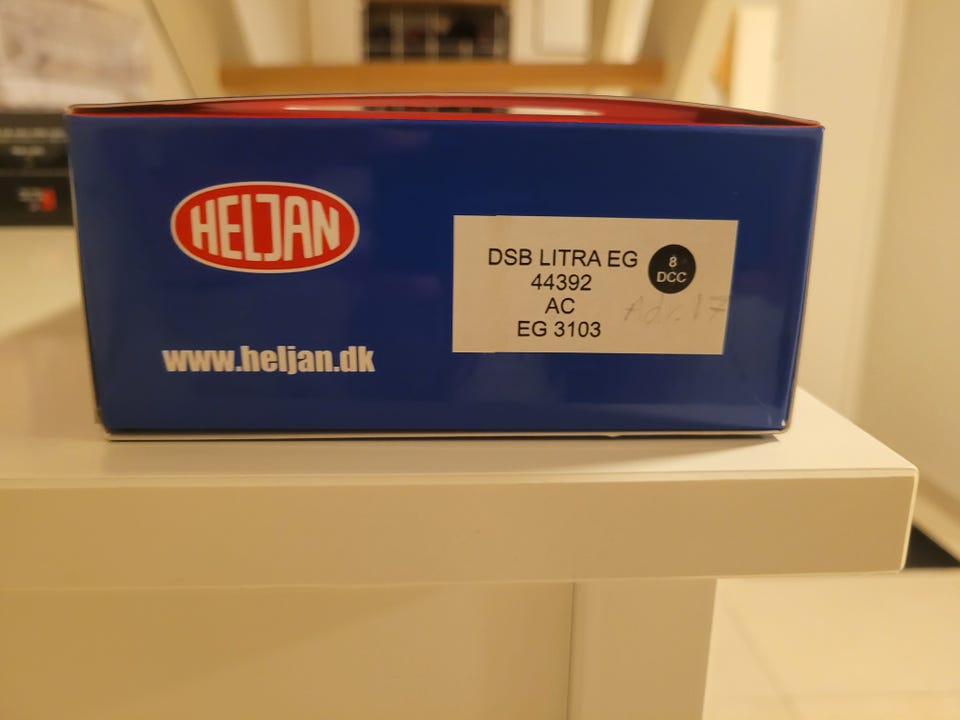 HELJAN
www.heljan.dk
DSB LITRA EG
44392
AC
EG 3103
8
DCC
Adr. 17